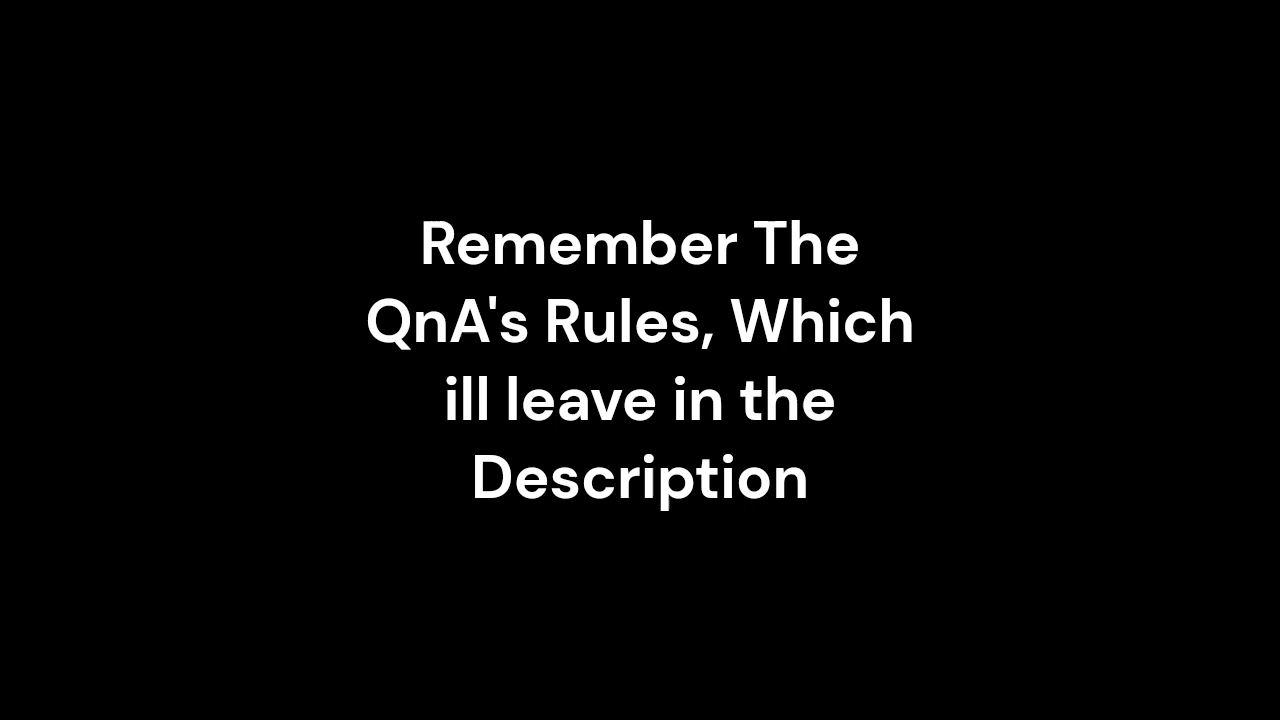 Remember The
QnA's Rules, Which
ill leave in the
Description